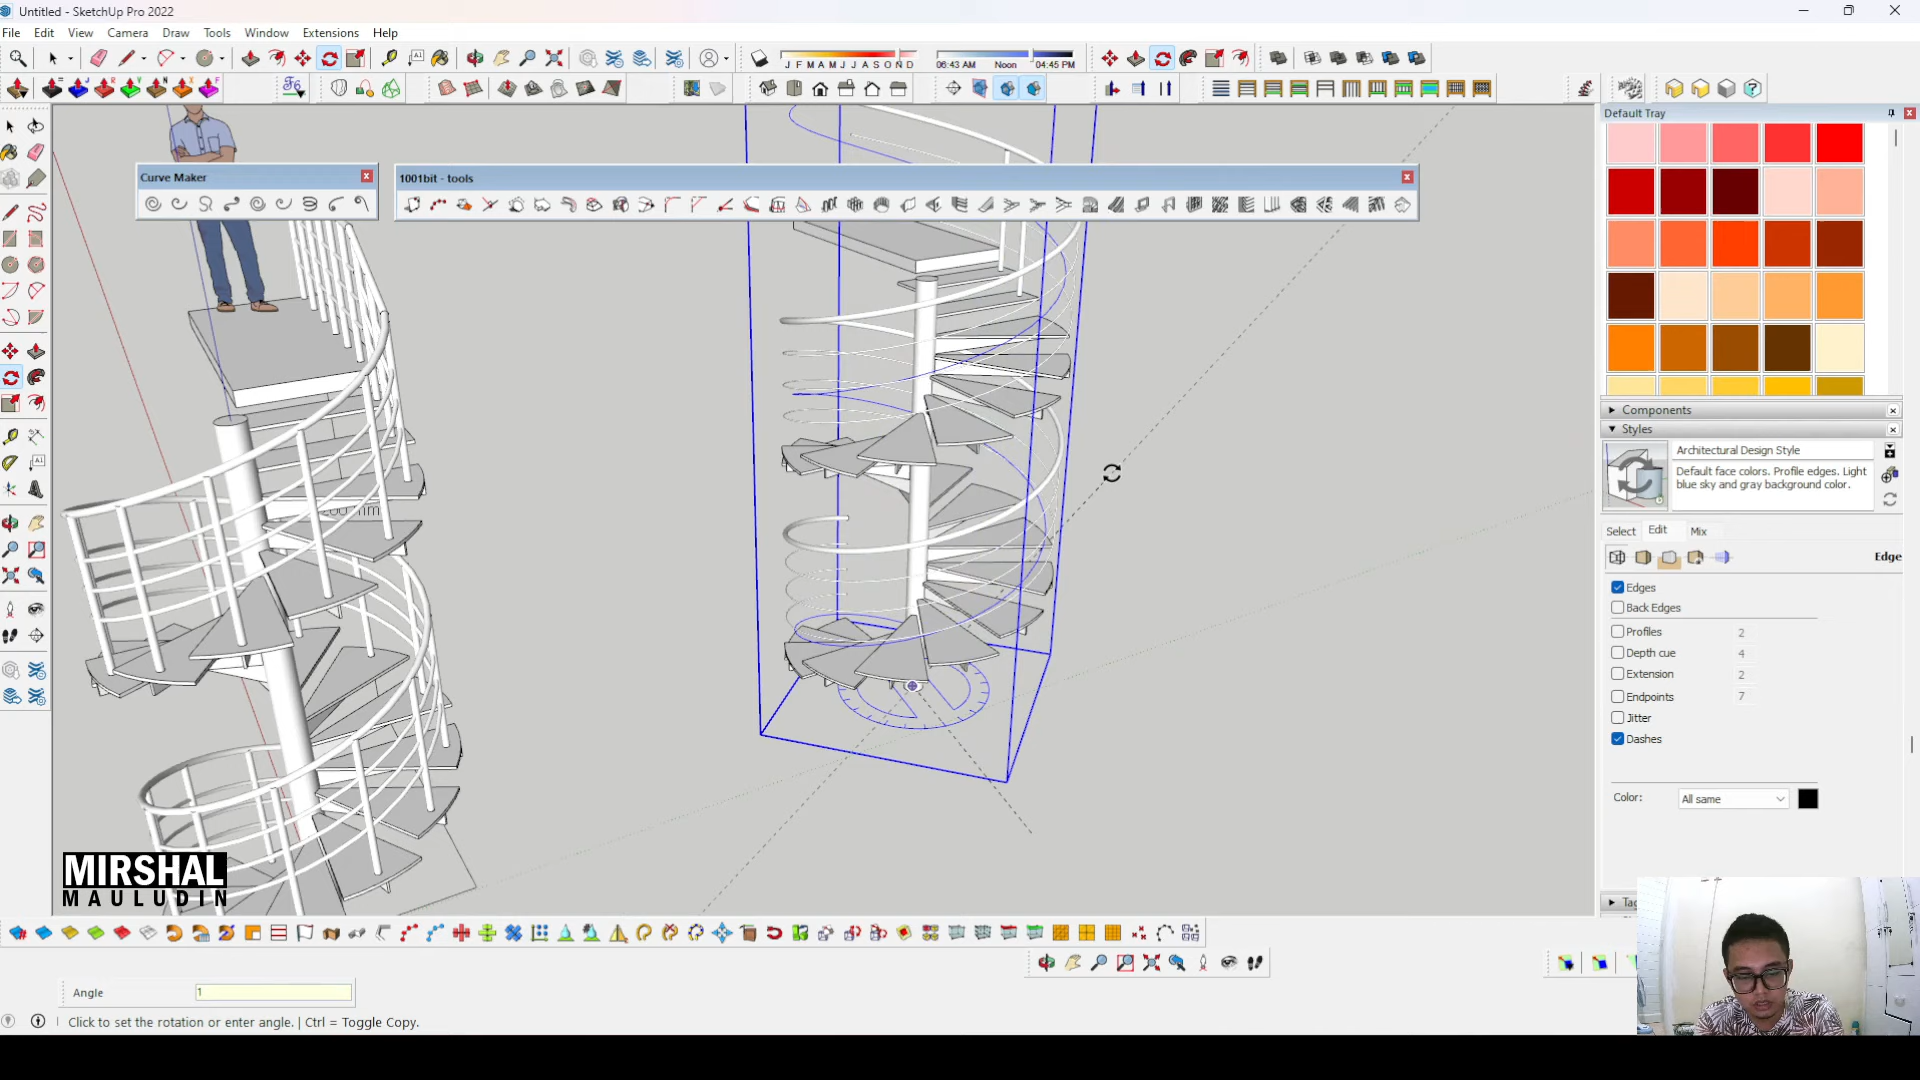 Untitled - SketchUp Pro 2022
File Edit View Camera Draw Tools Window Extensions Help
J F M A M J J A S O N D
06:43 AM Noon 04:45 PM
Default Tray
Curve Maker
1001bit - tools
Components
Styles
Architectural Design Style
Default face colors. Profile edges. Light
blue sky and gray background color.
Select Edit Mix
Edge
Edges
Back Edges
Profiles 2
Depth cue 4
Extension 2
Endpoints 7
Jitter
Dashes
Color: All same
MIRSHAL
MAULUDIN
Angle 1
Click to set the rotation or enter angle. | Ctrl = Toggle Copy.